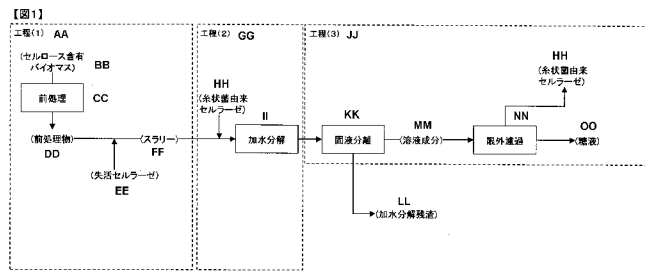 【図1】
工程(1) AA
(セルロース含有
バイオマス)
BB
前処理
CC
(前処理物)
DD
(スラリー)
FF
(失活セルラーゼ)
EE
工程(2) GG
HH
(糸状菌由来
セルラーゼ)
II
加水分解
工程(3) JJ
KK
固液分離
MM
(溶液成分)
LL
(加水分解残渣)
HH
(糸状菌由来
セルラーゼ)
NN
限外濾過
OO
(糖液)